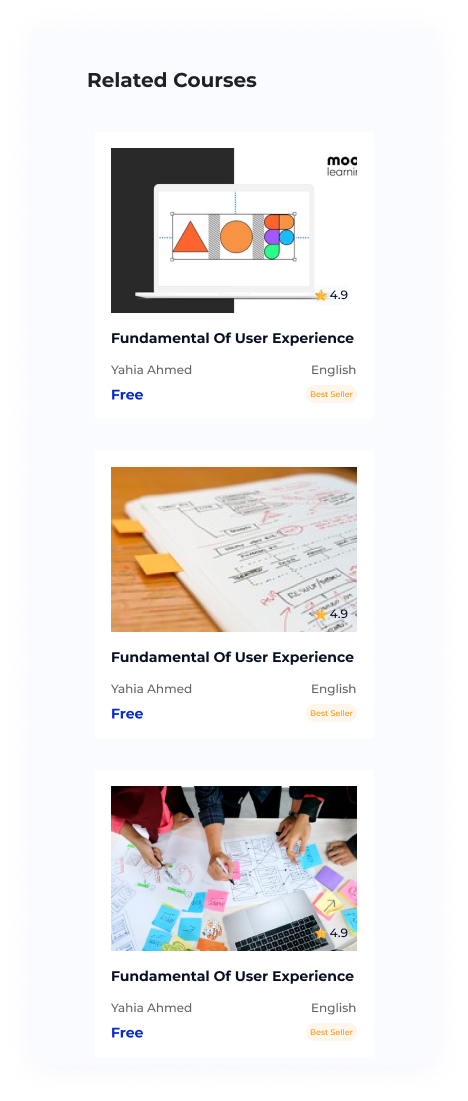 Related Courses
4.9
Fundamental Of User Experience
Yahia Ahmed English
Free Best Seller
4.9
Fundamental Of User Experience
Yahia Ahmed English
Free Best Seller
4.9
Fundamental Of User Experience
Yahia Ahmed English
Free Best Seller